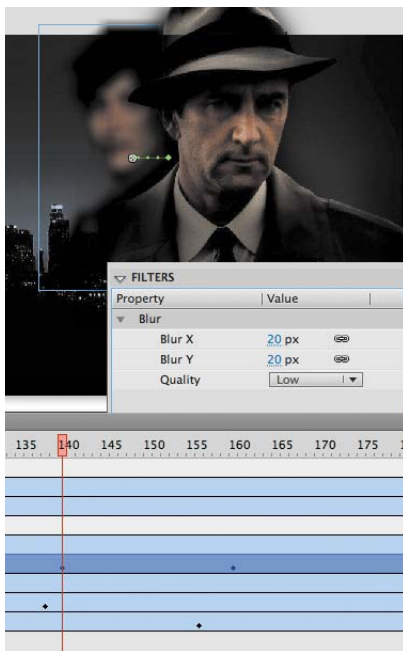 FILTERS
Property Value
Blur
Blur X 20 px
Blur Y 20 px
Quality Low
135 140 145 150 155 160 165 170 175